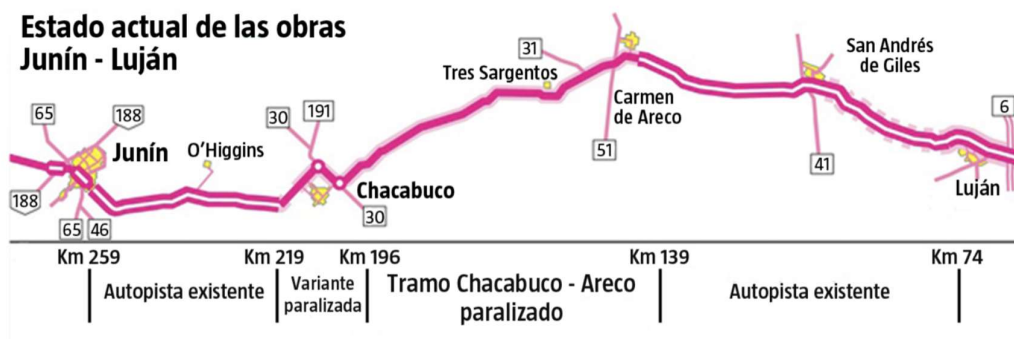 Estado actual de las obras
Junín - Luján
65
188
Junín
O'Higgins
30
191
Chacabuco
31
Tres Sargentos
Carmen
de Areco
51
San Andrés
de Giles
41
6
Luján
188
65
46
30
Km 259
Km 219
Km 196
Km 139
Km 74
Autopista existente
Variante
paralizada
Tramo Chacabuco - Areco
paralizado
Autopista existente